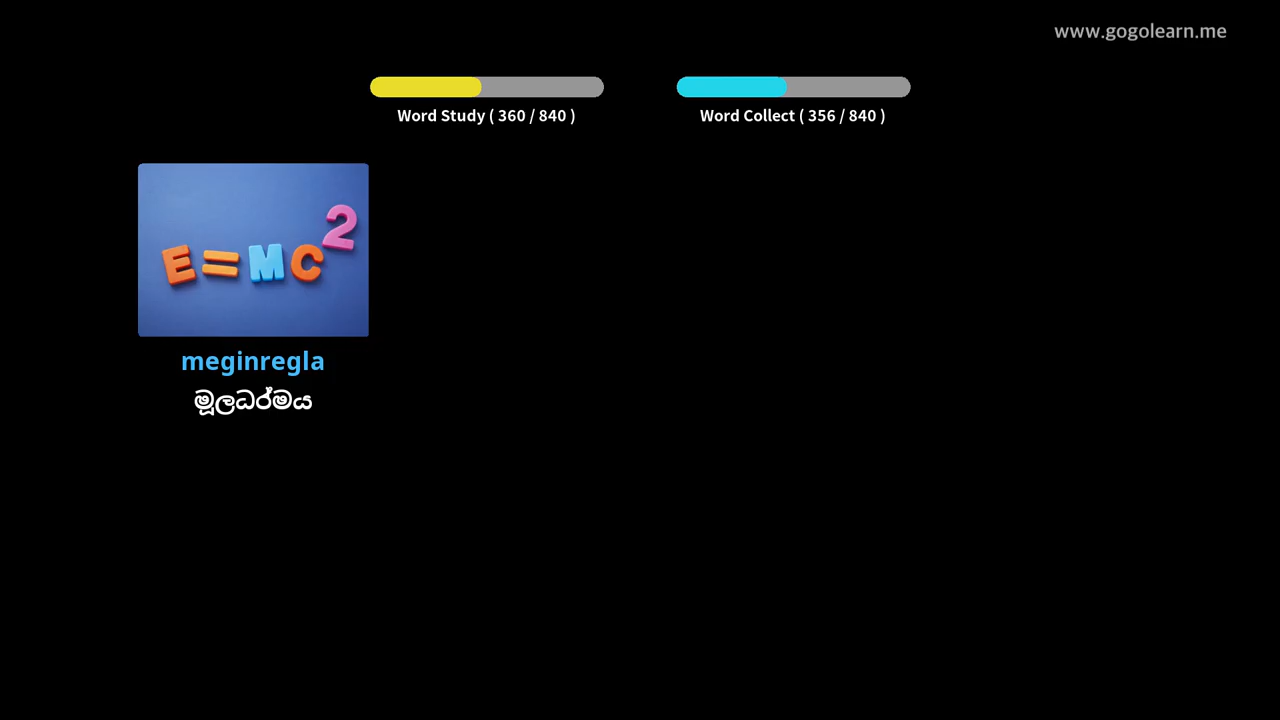 www.gogolearn.me
Word Study ( 360 / 840 )
Word Collect ( 356 / 840 )
E=MC²
meginregla
මූලධර්මය